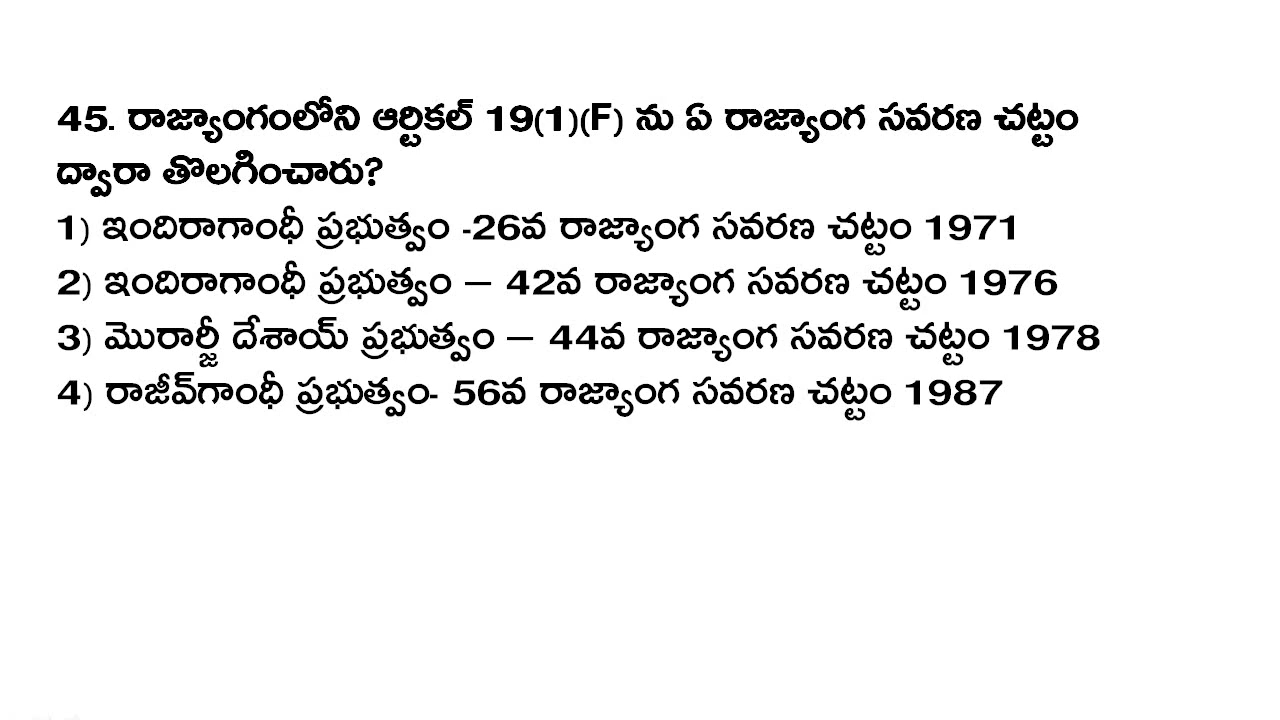 45. రాజ్యాంగంలోని ఆర్టికల్ 19(1)(F) ను ఏ రాజ్యాంగ సవరణ చట్టం
ద్వారా తొలగించారు?
1) ఇందిరాగాంధీ ప్రభుత్వం -26వ రాజ్యాంగ సవరణ చట్టం 1971
2) ఇందిరాగాంధీ ప్రభుత్వం – 42వ రాజ్యాంగ సవరణ చట్టం 1976
3) మొరార్జీ దేశాయ్ ప్రభుత్వం – 44వ రాజ్యాంగ సవరణ చట్టం 1978
4) రాజీవ్‌గాంధీ ప్రభుత్వం- 56వ రాజ్యాంగ సవరణ చట్టం 1987